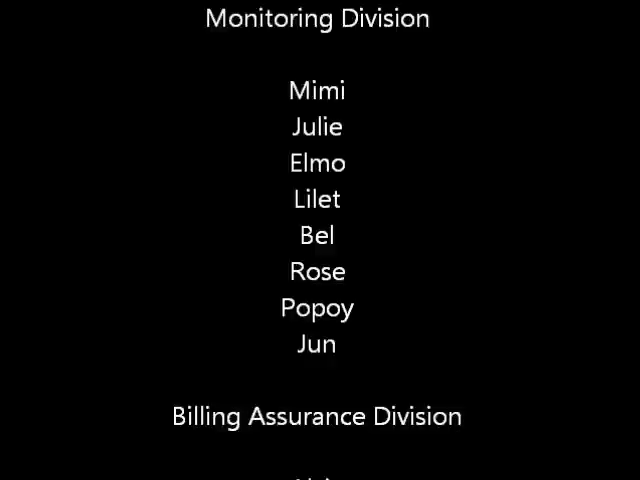 Monitoring Division
Mimi
Julie
Elmo
Lilet
Bel
Rose
Popoy
Jun
Billing Assurance Division